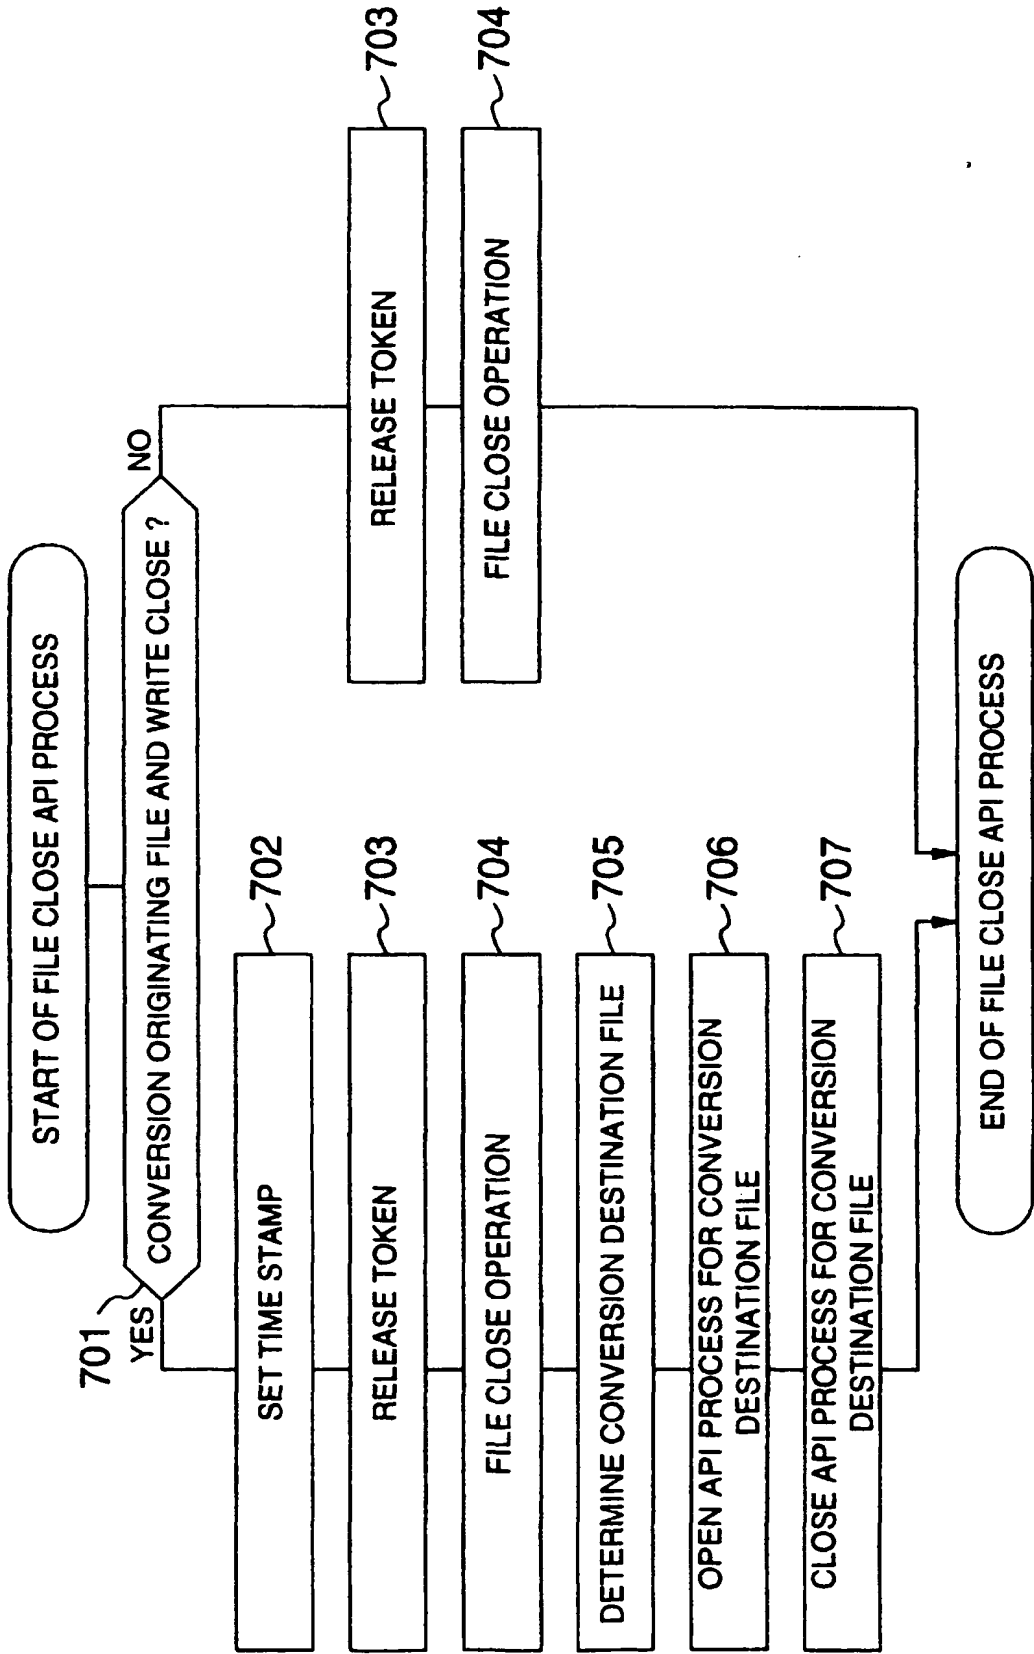 START OF FILE CLOSE API PROCESS
701
CONVERSION ORIGINATING FILE AND WRITE CLOSE ?
YES
NO
SET TIME STAMP
702
RELEASE TOKEN
703
FILE CLOSE OPERATION
704
DETERMINE CONVERSION DESTINATION FILE
705
OPEN API PROCESS FOR CONVERSION
DESTINATION FILE
706
CLOSE API PROCESS FOR CONVERSION
DESTINATION FILE
707
RELEASE TOKEN
703
FILE CLOSE OPERATION
704
END OF FILE CLOSE API PROCESS